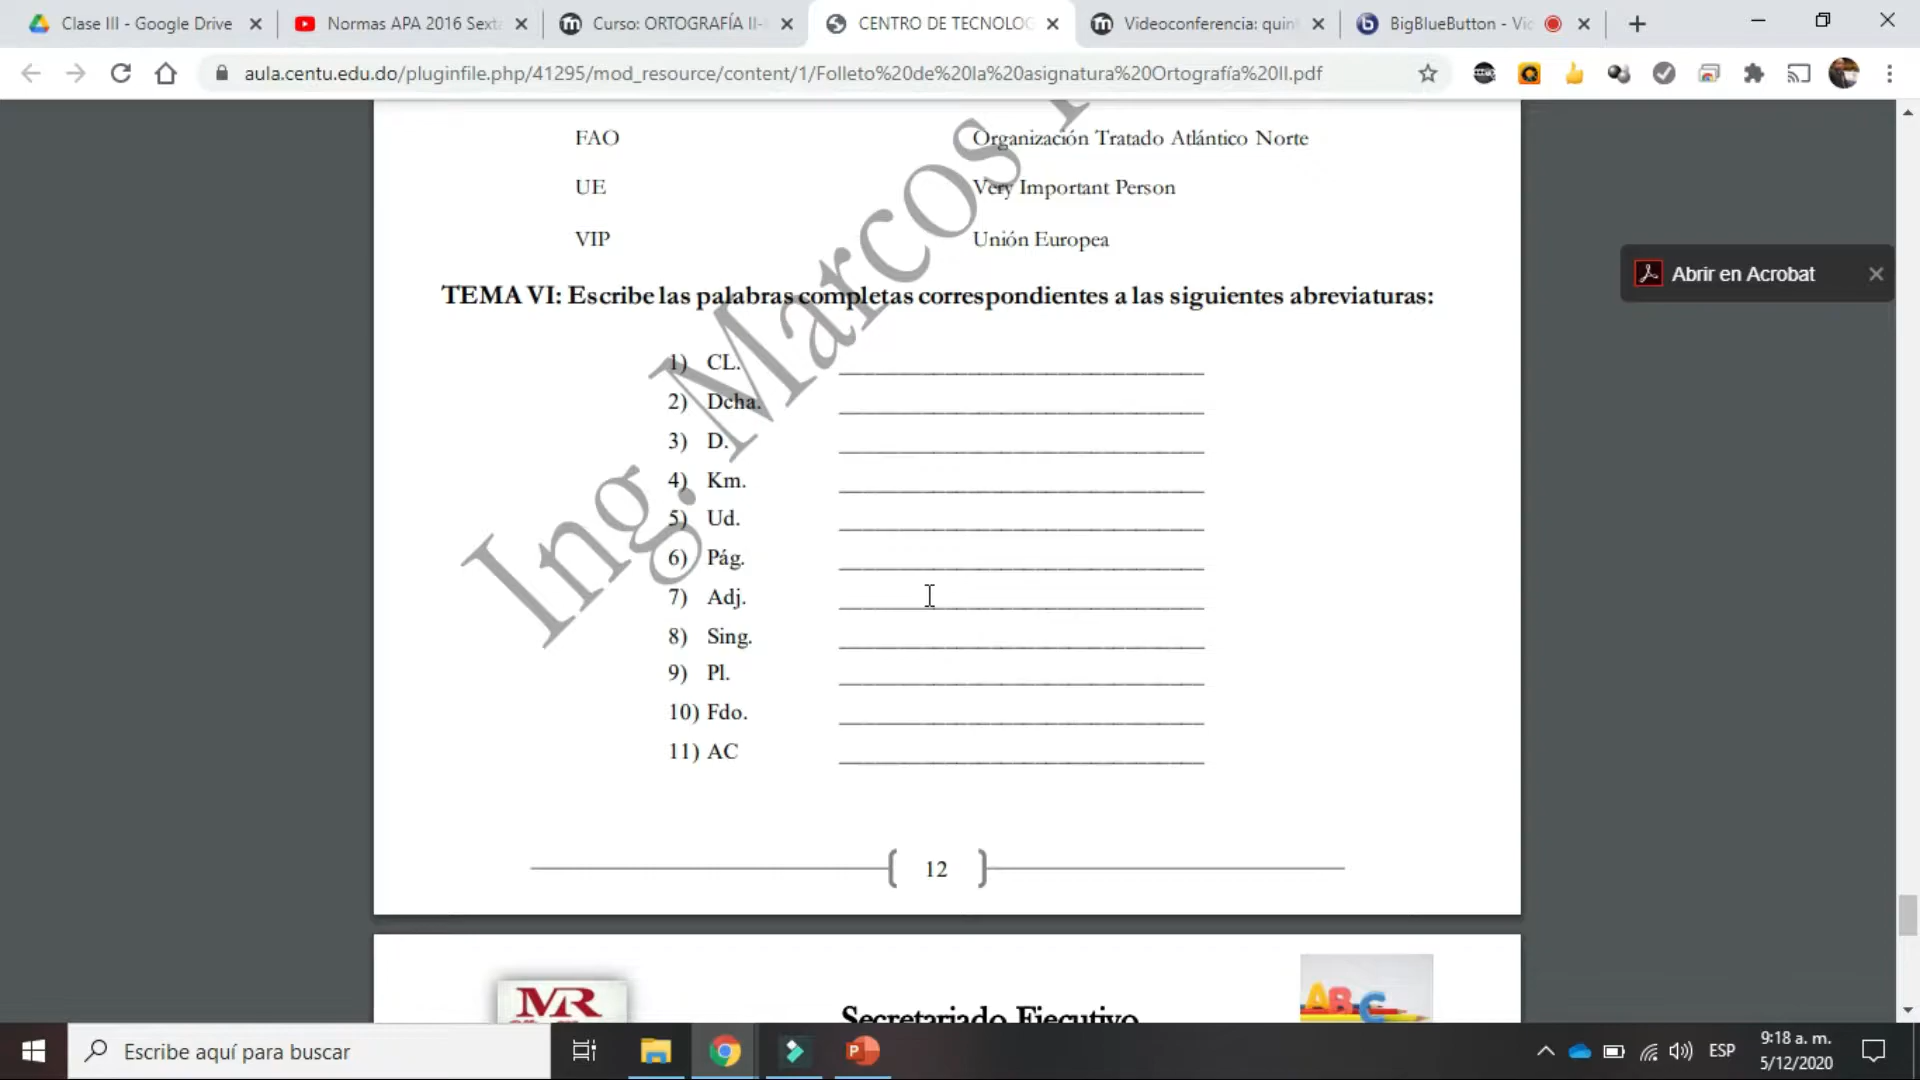 Clase III - Google Drive
Normas APA 2016 Sexta
Curso: ORTOGRAFÍA II-
CENTRO DE TECNOLOG
Videoconferencia: quin
BigBlueButton - Vic
aula.centu.edu.do/pluginfile.php/41295/mod_resource/content/1/Folleto%20de%20la%20asignatura%20Ortografía%20II.pdf
FAO Organización Tratado Atlántico Norte
UE Very Important Person
VIP Unión Europea
Abrir en Acrobat
TEMA VI: Escribe las palabras completas correspondientes a las siguientes abreviaturas:
1) CL.
2) Dcha.
3) D.
4) Km.
5) Ud.
6) Pág.
7) Adj.
8) Sing.
9) Pl.
10) Fdo.
11) AC
Ing. Marcos
12
MR
Secretariado Ejecutivo
ABC
Escribe aquí para buscar
ESP
9:18 a. m.
5/12/2020